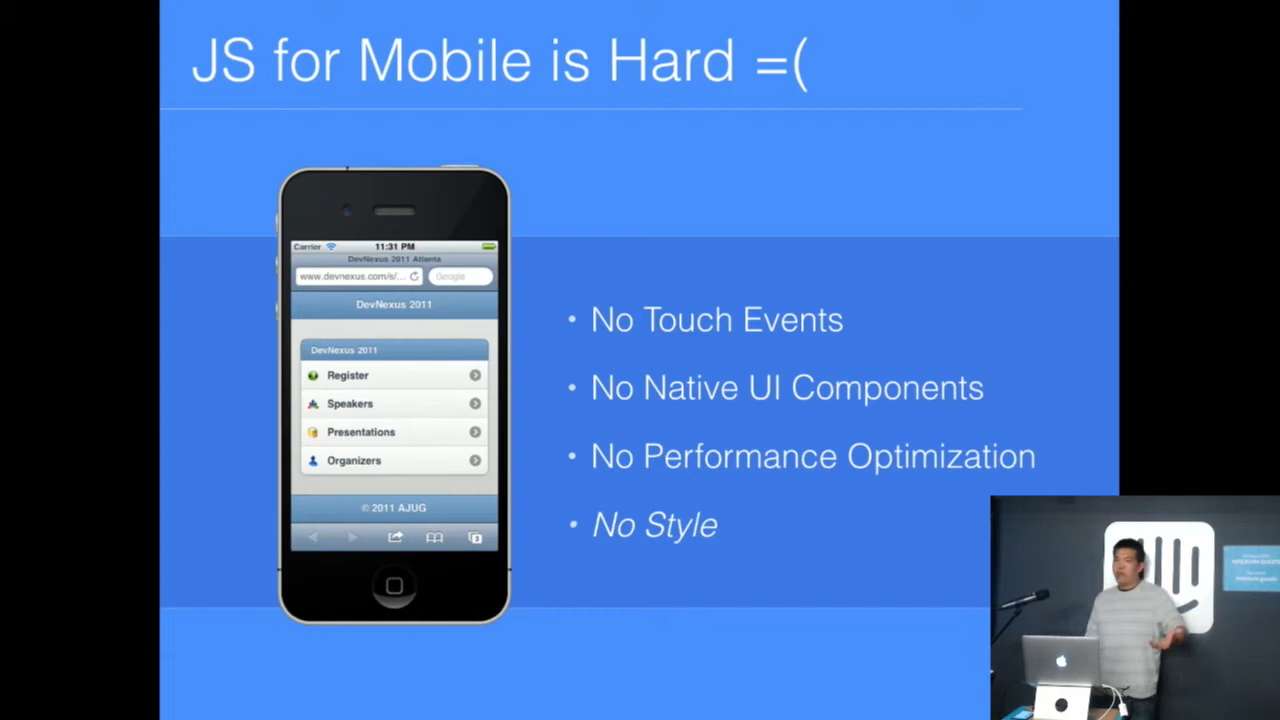 JS for Mobile is Hard =(
Carrier 11:31 PM
DevNexus 2011 Atlanta
www.devnexus.com/s/... Google
DevNexus 2011
DevNexus 2011
Register
Speakers
Presentations
Organizers
© 2011 AJUG
• No Touch Events
• No Native UI Components
• No Performance Optimization
• No Style